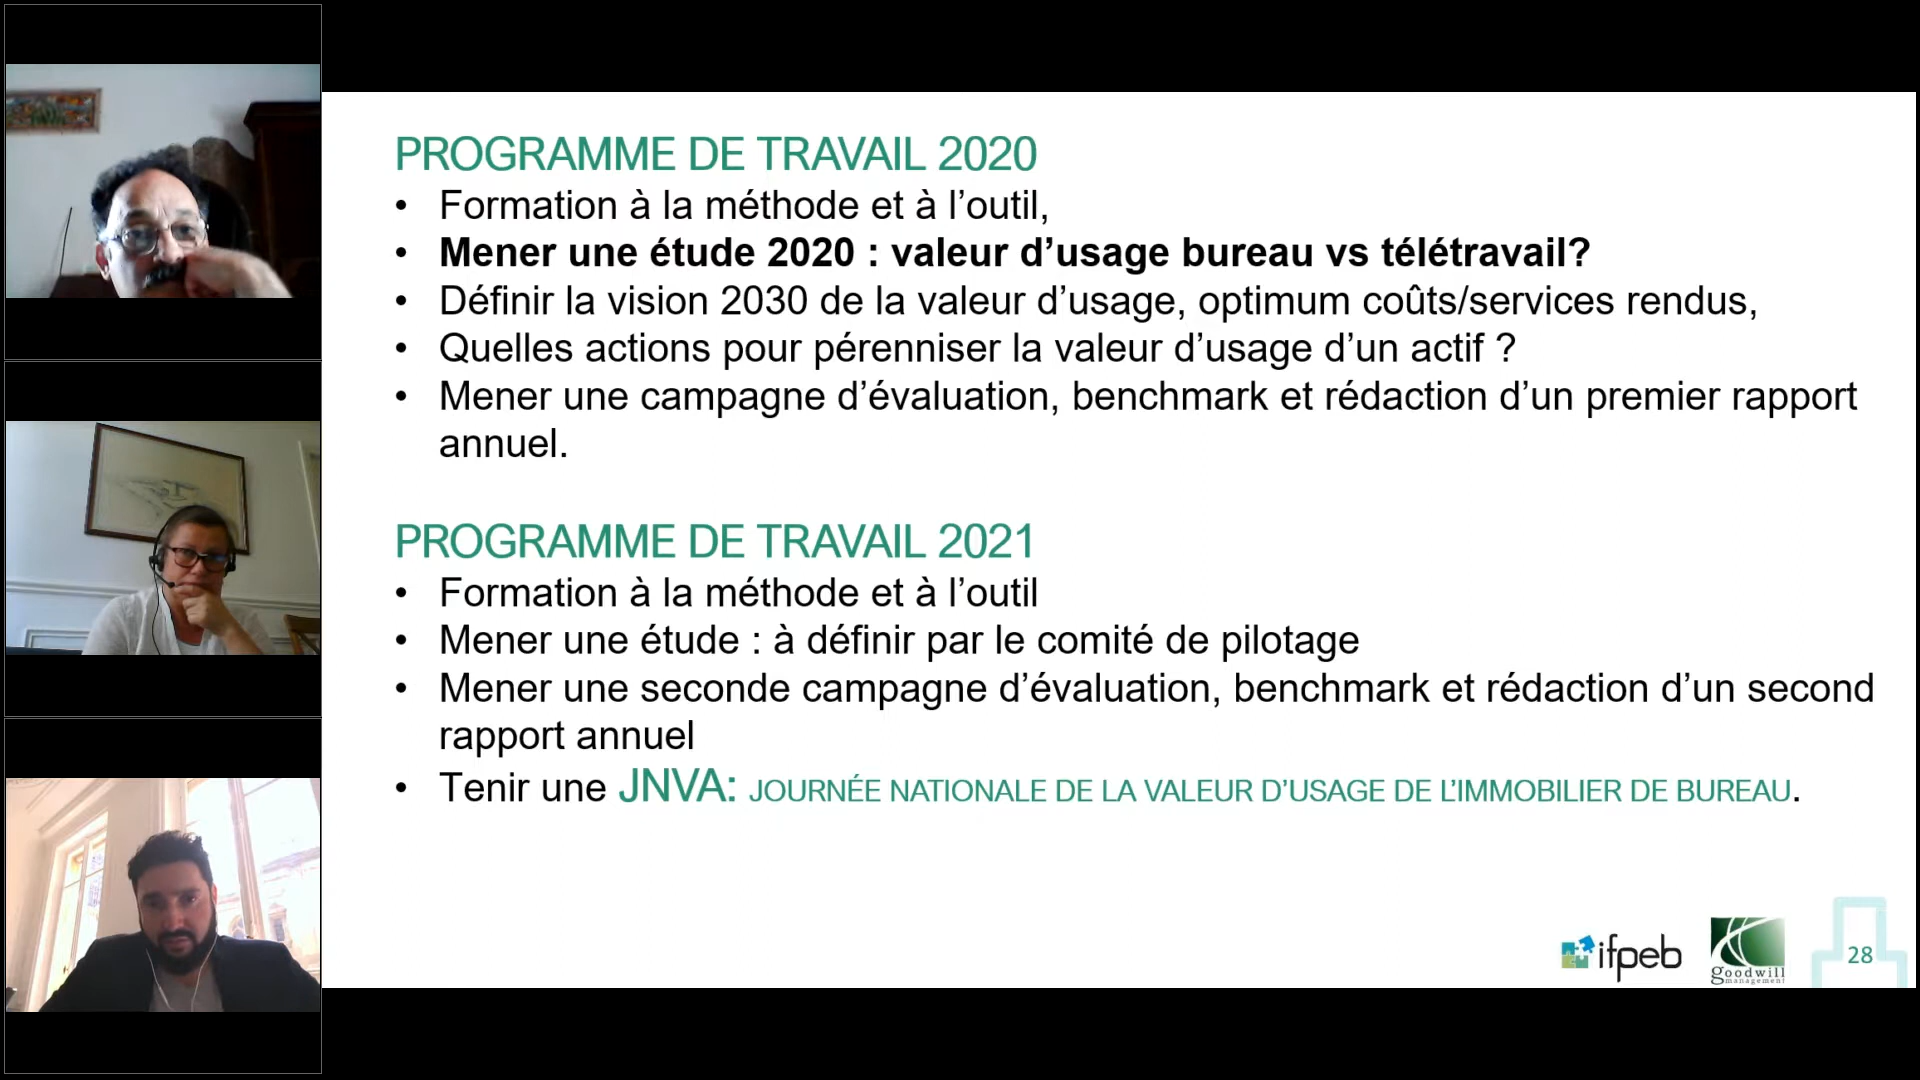 PROGRAMME DE TRAVAIL 2020
• Formation à la méthode et à l’outil,
• Mener une étude 2020 : valeur d’usage bureau vs télétravail?
• Définir la vision 2030 de la valeur d’usage, optimum coûts/services rendus,
• Quelles actions pour pérenniser la valeur d’usage d’un actif ?
• Mener une campagne d’évaluation, benchmark et rédaction d’un premier rapport
annuel.
PROGRAMME DE TRAVAIL 2021
• Formation à la méthode et à l’outil
• Mener une étude : à définir par le comité de pilotage
• Mener une seconde campagne d’évaluation, benchmark et rédaction d’un second
rapport annuel
• Tenir une JNVA: JOURNÉE NATIONALE DE LA VALEUR D’USAGE DE L’IMMOBILIER DE BUREAU.
ifpeb
goodwill
management
28